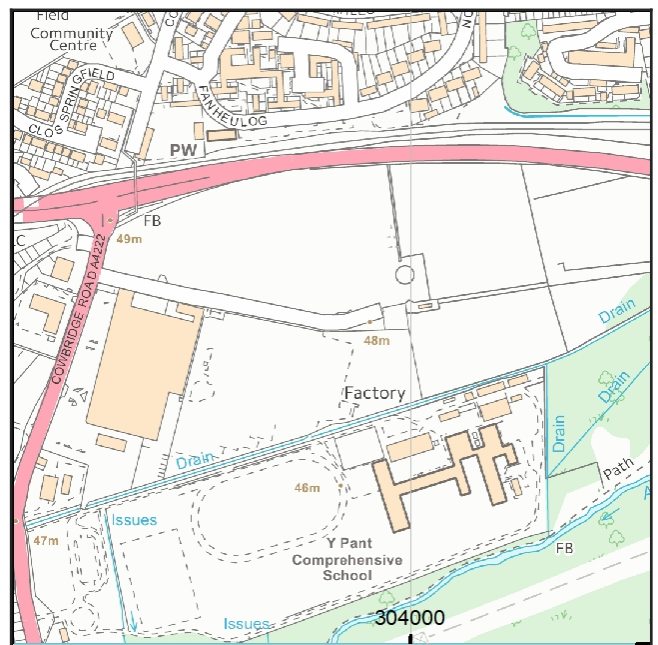 Field
Community
Centre
CLOS SPRINGFIELD
FANHEULOG
PW
FB
49m
COWBRIDGE ROAD A4222
Drain
48m
Factory
Drain
Drain
Drain
46m
Path
Issues
47m
Y Pant
Comprehensive
School
FB
Issues
304000